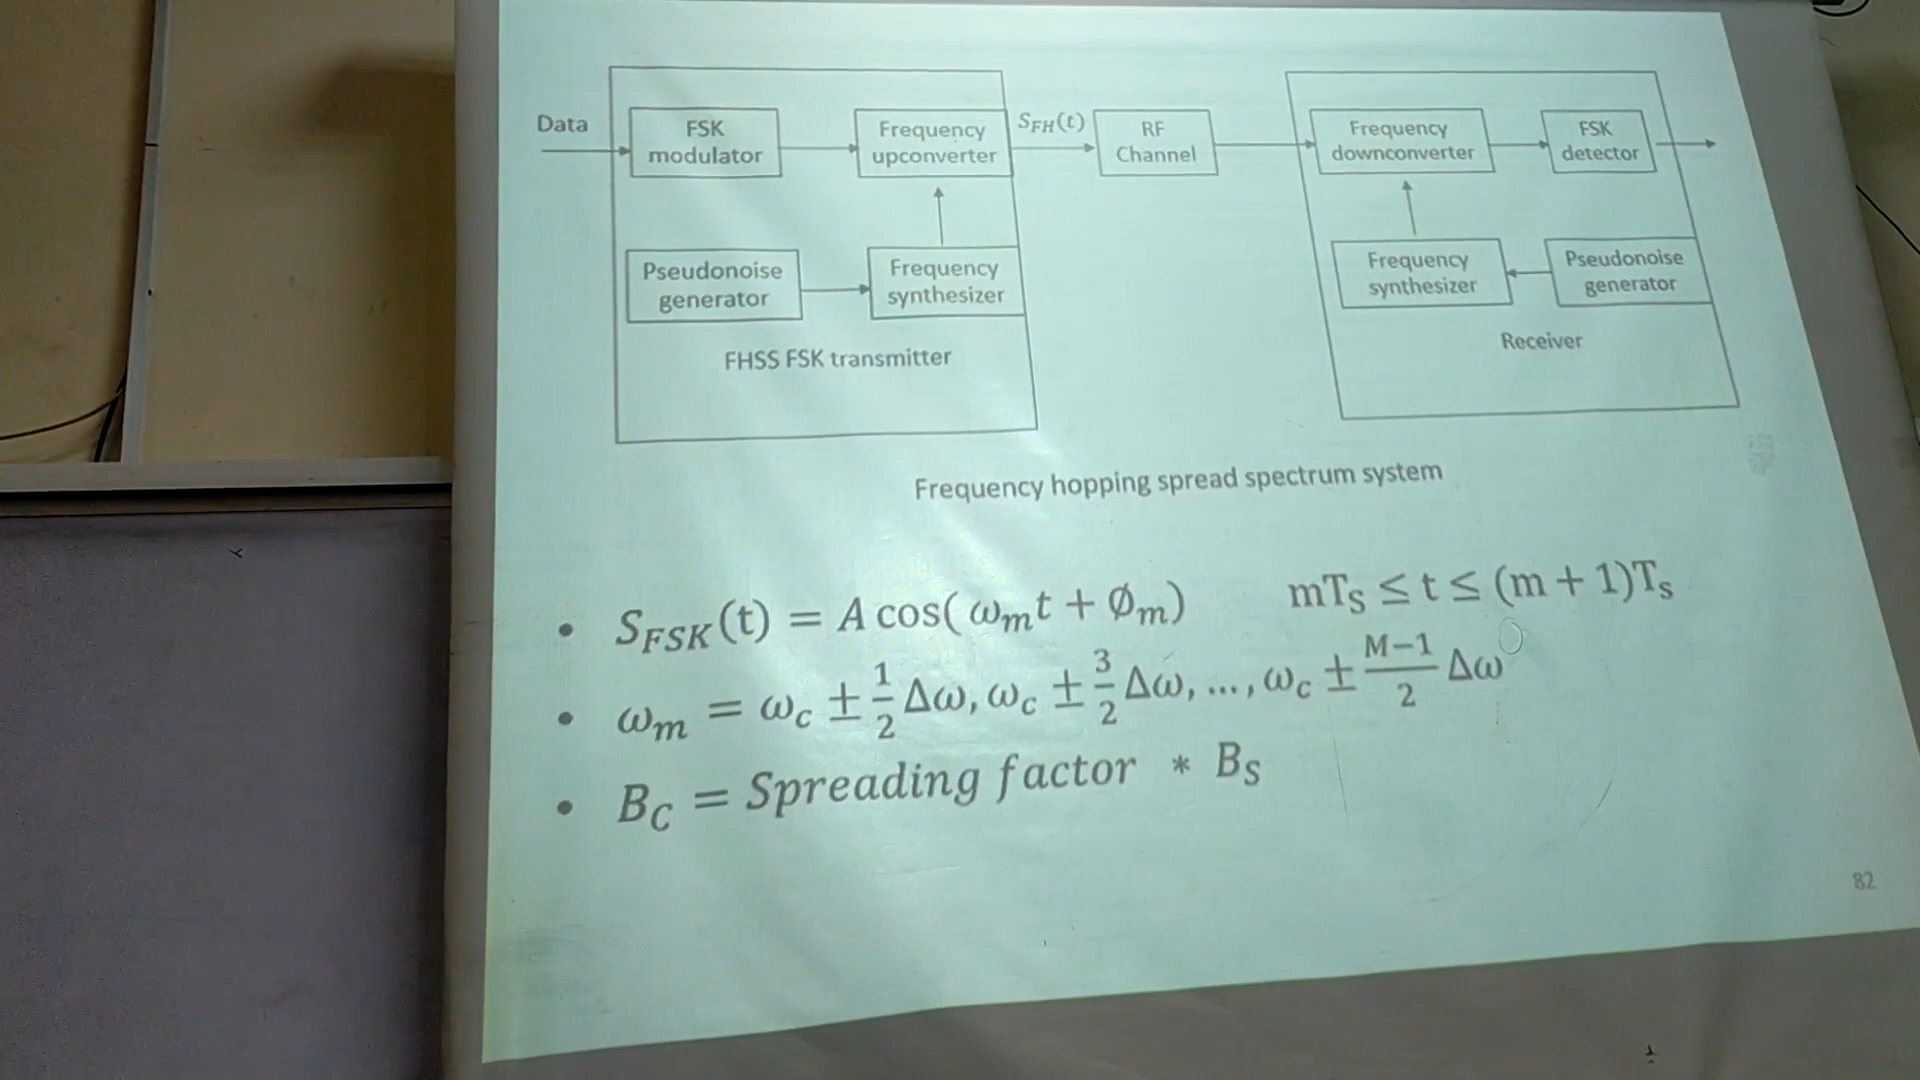 Data
FSK
modulator
Frequency
upconverter
S_FH(t)
RF
Channel
Frequency
downconverter
FSK
detector
Pseudonoise
generator
Frequency
synthesizer
Frequency
synthesizer
Pseudonoise
generator
FHSS FSK transmitter
Receiver
Frequency hopping spread spectrum system
• S_FSK(t) = A cos( ω_m t + Ø_m) mT_S ≤ t ≤ (m + 1)T_s
• ω_m = ω_c ± 1/2 Δω, ω_c ± 3/2 Δω, ..., ω_c ± M−1/2 Δω
• B_C = Spreading factor * B_S
82